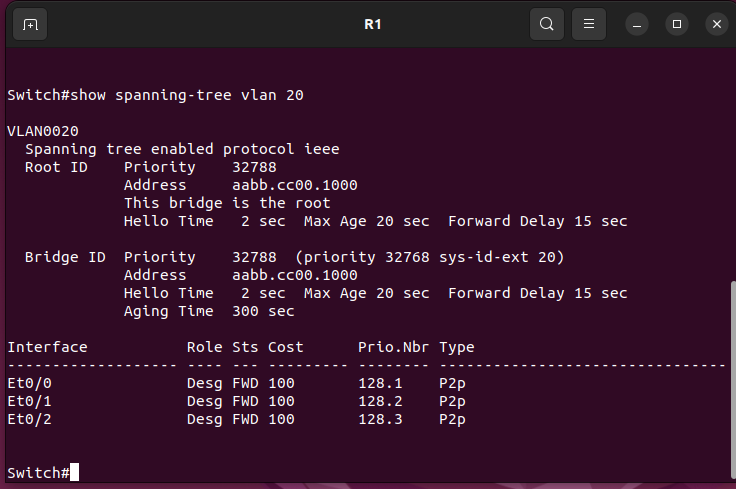 R1
Switch#show spanning-tree vlan 20
VLAN0020
  Spanning tree enabled protocol ieee
  Root ID    Priority    32788
             Address     aabb.cc00.1000
             This bridge is the root
             Hello Time   2 sec  Max Age 20 sec  Forward Delay 15 sec
  Bridge ID  Priority    32788  (priority 32768 sys-id-ext 20)
             Address     aabb.cc00.1000
             Hello Time   2 sec  Max Age 20 sec  Forward Delay 15 sec
             Aging Time  300 sec
Interface           Role Sts Cost      Prio.Nbr Type
------------------- ---- --- --------- -------- --------------------------------
Et0/0               Desg FWD 100       128.1    P2p
Et0/1               Desg FWD 100       128.2    P2p
Et0/2               Desg FWD 100       128.3    P2p
Switch#